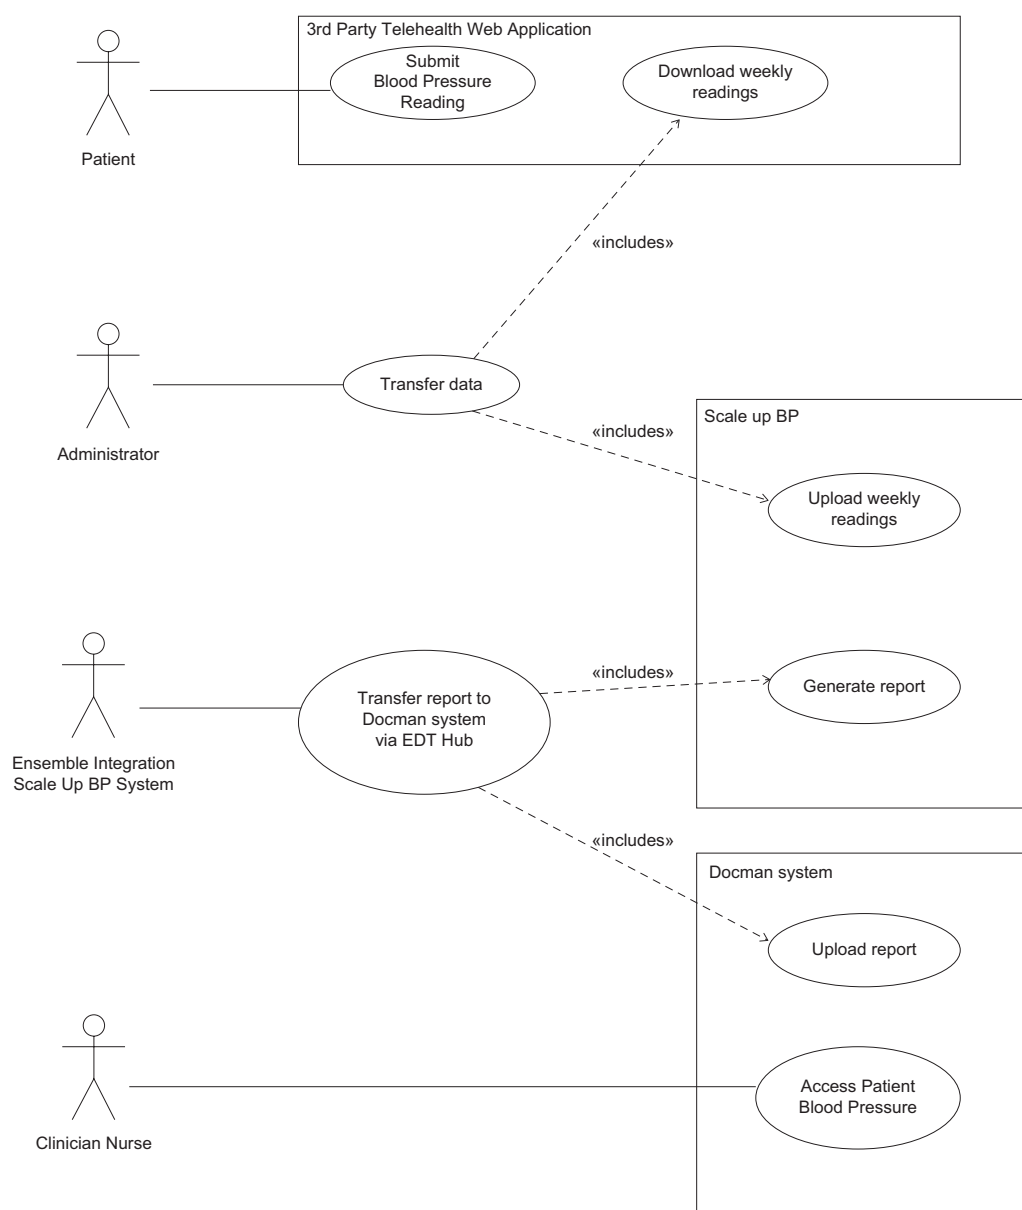 3rd Party Telehealth Web Application
Submit
Blood Pressure
Reading
Download weekly
readings
Patient
«includes»
Administrator
Transfer data
«includes»
Scale up BP
Upload weekly
readings
Ensemble Integration
Scale Up BP System
Transfer report to
Docman system
via EDT Hub
«includes»
Generate report
«includes»
Docman system
Upload report
Clinician Nurse
Access Patient
Blood Pressure